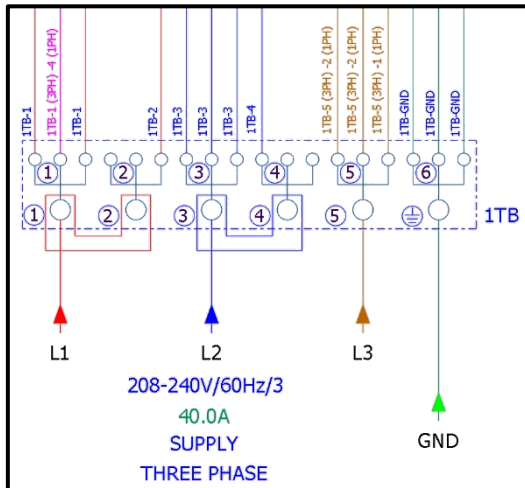 1TB-1
1TB-1 (3PH) -4 (1PH)
1TB-1
1TB-2
1TB-3
1TB-3
1TB-3
1TB-4
1TB-5 (3PH) -2 (1PH)
1TB-5 (3PH) -2 (1PH)
1TB-5 (3PH) -1 (1PH)
1TB-GND
1TB-GND
1TB-GND
1 2 3 4 5 6
1 2 3 4 5 1TB
L1 L2 L3
208-240V/60Hz/3
40.0A
SUPPLY
THREE PHASE
GND